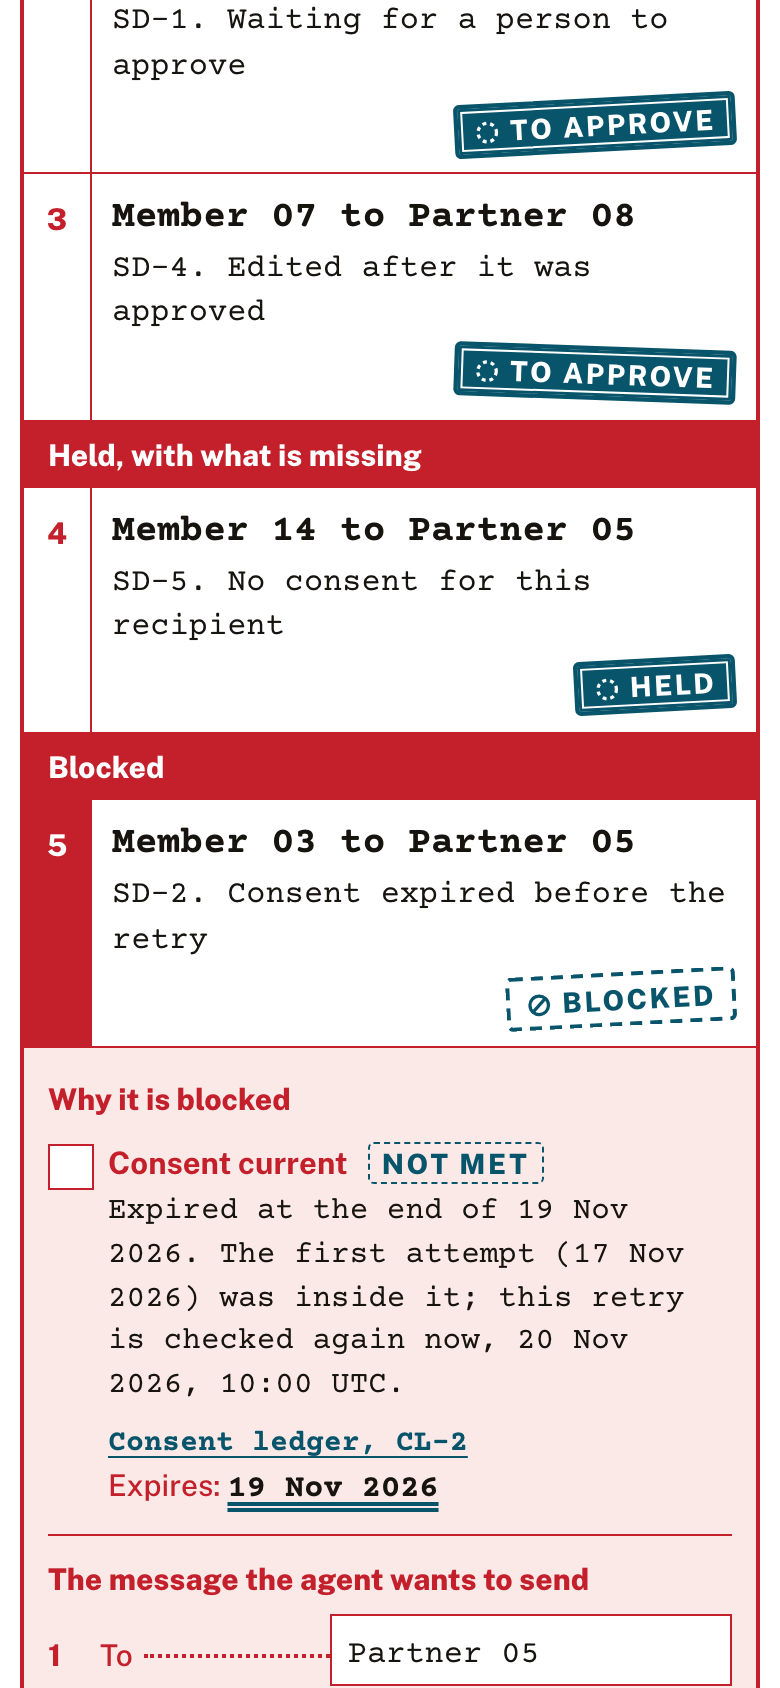 SD-1. Waiting for a person to
approve
TO APPROVE
3
Member 07 to Partner 08
SD-4. Edited after it was
approved
TO APPROVE
Held, with what is missing
4
Member 14 to Partner 05
SD-5. No consent for this
recipient
HELD
Blocked
5
Member 03 to Partner 05
SD-2. Consent expired before the
retry
BLOCKED
Why it is blocked
Consent current NOT MET
Expired at the end of 19 Nov
2026. The first attempt (17 Nov
2026) was inside it; this retry
is checked again now, 20 Nov
2026, 10:00 UTC.
Consent ledger, CL-2
Expires: 19 Nov 2026
The message the agent wants to send
1 To Partner 05